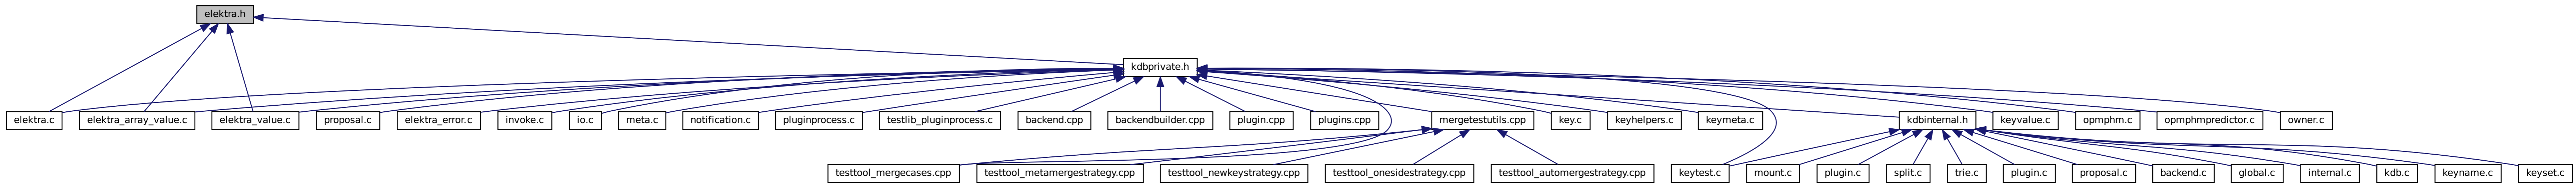 elektra.h
kdbprivate.h
elektra.c
elektra_array_value.c
elektra_value.c
proposal.c
elektra_error.c
invoke.c
io.c
meta.c
notification.c
pluginprocess.c
testlib_pluginprocess.c
backend.cpp
backendbuilder.cpp
plugin.cpp
plugins.cpp
mergetestutils.cpp
key.c
keyhelpers.c
keymeta.c
kdbinternal.h
keyvalue.c
opmphm.c
opmphmpredictor.c
owner.c
testtool_mergecases.cpp
testtool_metamergestrategy.cpp
testtool_newkeystrategy.cpp
testtool_onesidestrategy.cpp
testtool_automergestrategy.cpp
keytest.c
mount.c
plugin.c
split.c
trie.c
plugin.c
proposal.c
backend.c
global.c
internal.c
kdb.c
keyname.c
keyset.c